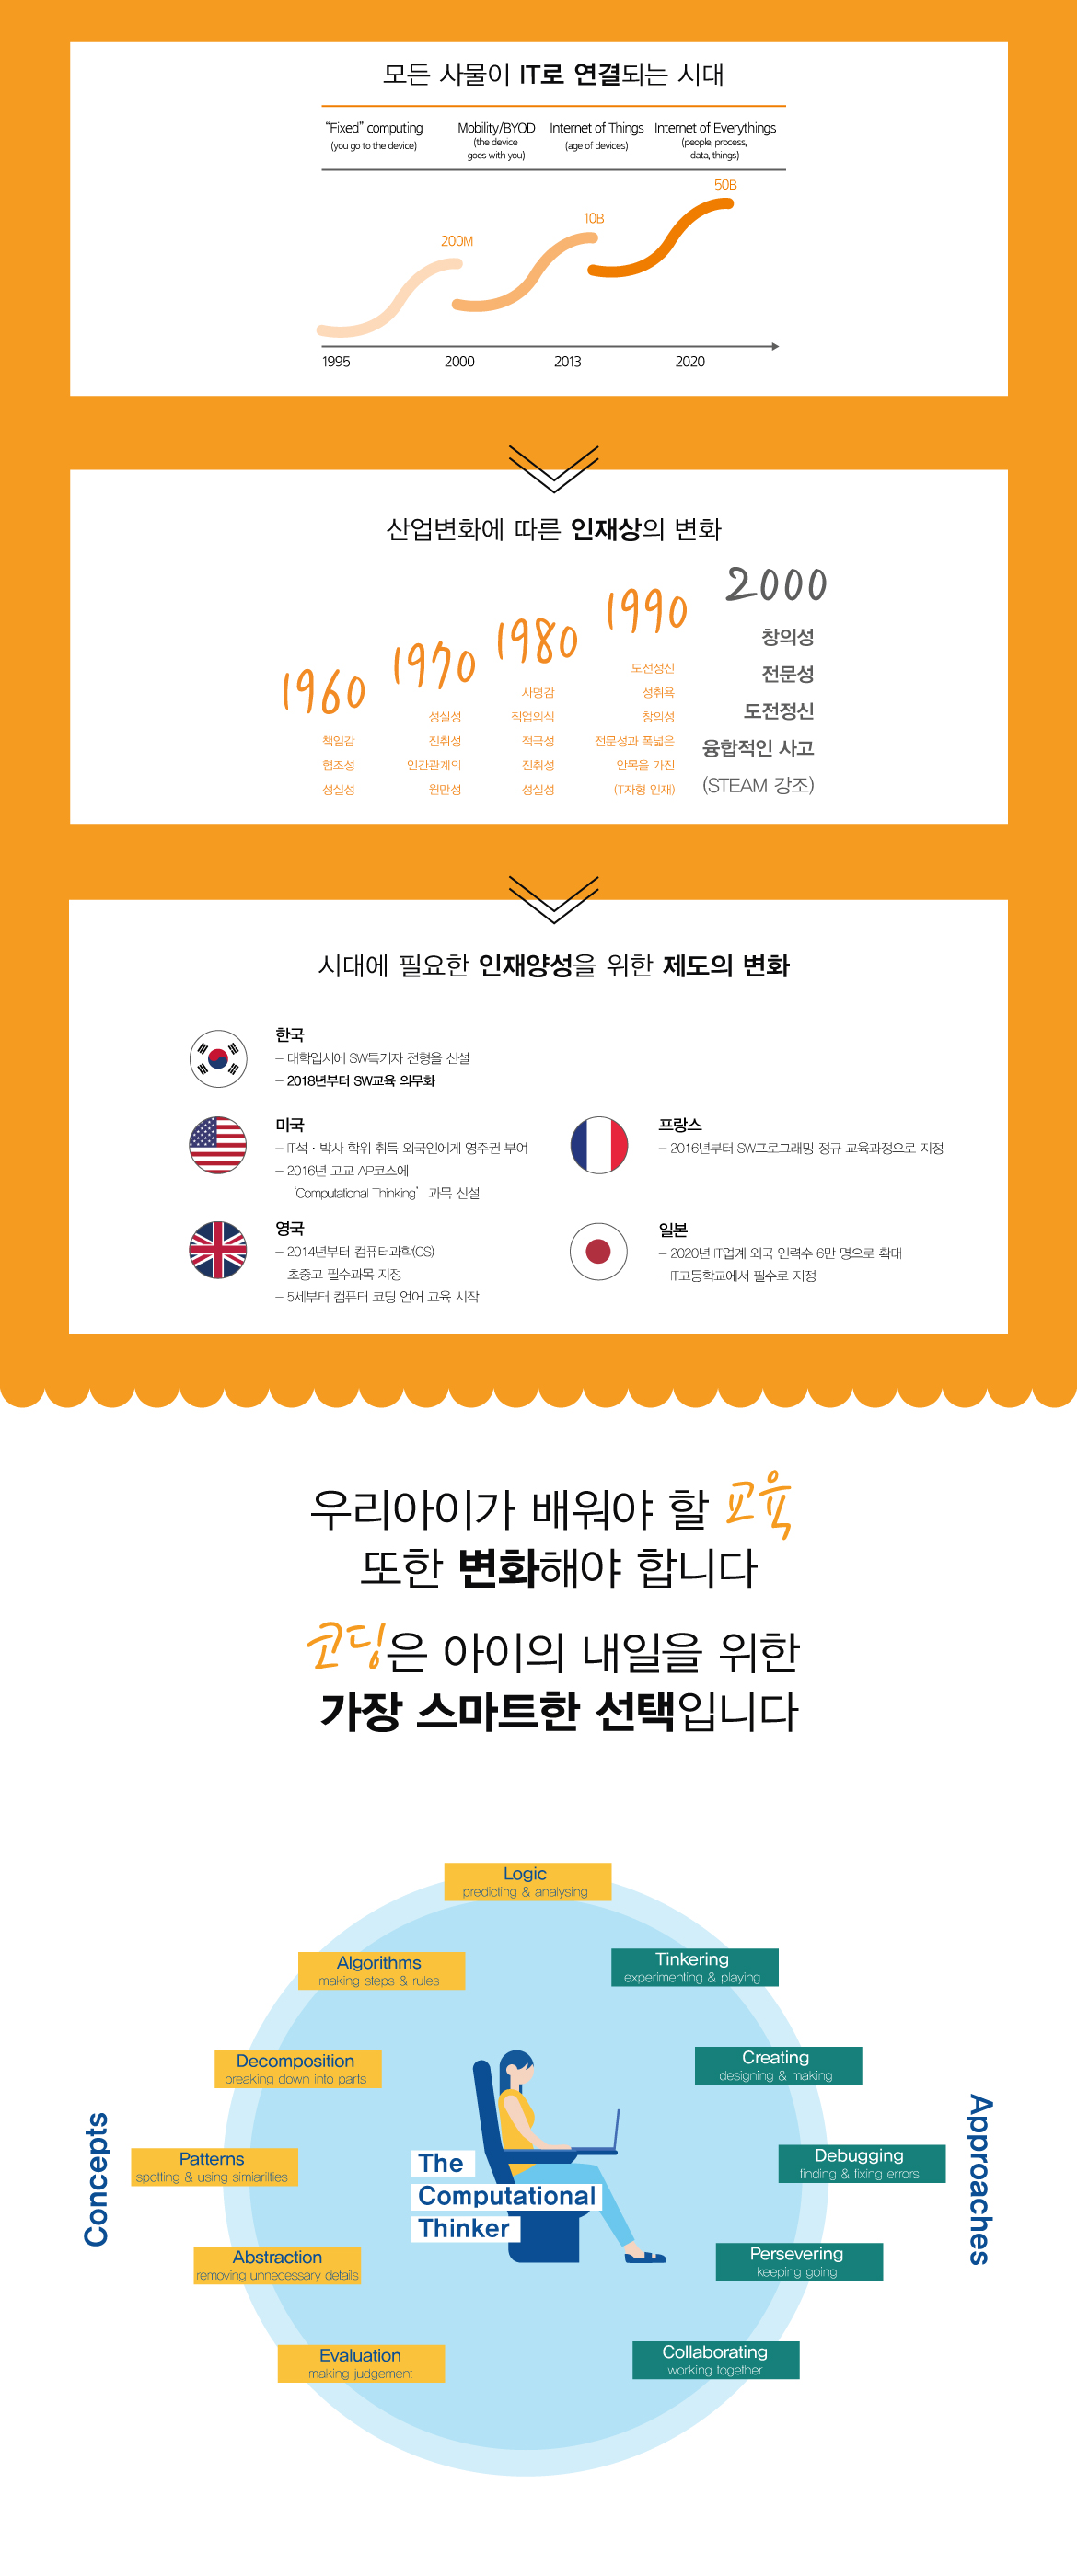 모든 사물이 IT로 연결되는 시대
“Fixed” computing
(you go to the device)
Mobility/BYOD
(the device
goes with you)
Internet of Things
(age of devices)
Internet of Everythings
(people, process,
data, things)
200M
10B
50B
1995
2000
2013
2020
산업변화에 따른 인재상의 변화
1960
책임감
협조성
성실성
1970
성실성
진취성
인간관계의
원만성
1980
사명감
직업의식
적극성
진취성
성실성
1990
도전정신
성취욕
창의성
전문성과 폭넓은
안목을 가진
(T자형 인재)
2000
창의성
전문성
도전정신
융합적인 사고
(STEAM 강조)
시대에 필요한 인재양성을 위한 제도의 변화
한국
– 대학입시에 SW특기자 전형을 신설
– 2018년부터 SW교육 의무화
미국
– IT석 · 박사 학위 취득 외국인에게 영주권 부여
– 2016년 고교 AP코스에
‘Computational Thinking’ 과목 신설
프랑스
– 2016년부터 SW프로그래밍 정규 교육과정으로 지정
영국
– 2014년부터 컴퓨터과학(CS)
초중고 필수과목 지정
– 5세부터 컴퓨터 코딩 언어 교육 시작
일본
– 2020년 IT업계 외국 인력수 6만 명으로 확대
– IT고등학교에서 필수로 지정
우리아이가 배워야 할 교육
또한 변화해야 합니다
코딩은 아이의 내일을 위한
가장 스마트한 선택입니다
Logic
predicting & analysing
Algorithms
making steps & rules
Tinkering
experimenting & playing
Decomposition
breaking down into parts
Creating
designing & making
Concepts
Patterns
spotting & using simiarilties
The
Computational
Thinker
Debugging
finding & fixing errors
Approaches
Abstraction
removing unnecessary details
Persevering
keeping going
Evaluation
making judgement
Collaborating
working together